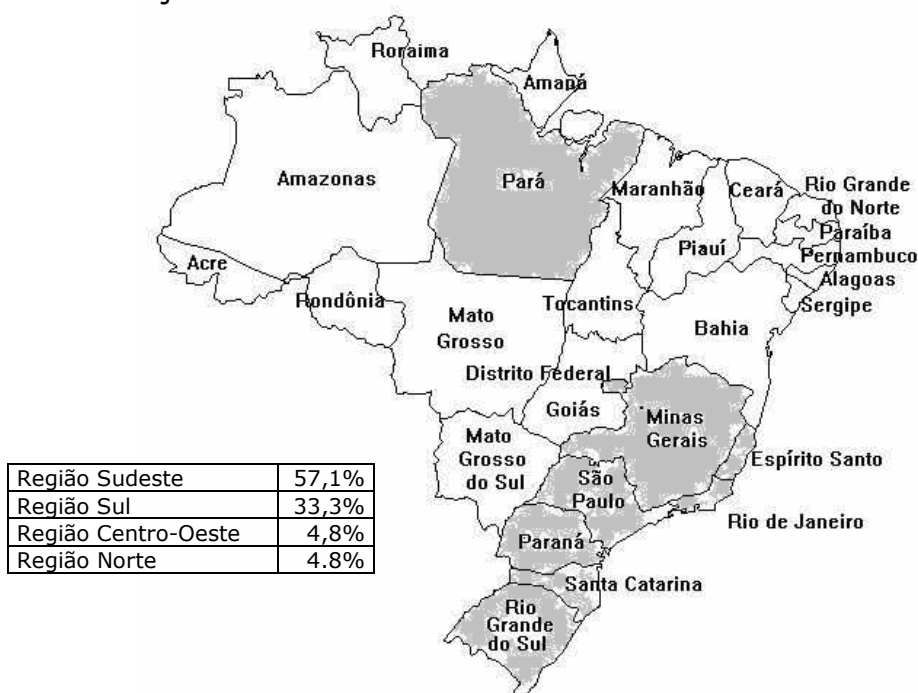 Roraima
Amapá
Amazonas
Pará
Maranhão
Ceará
Rio Grande
do Norte
Paraíba
Pernambuco
Alagoas
Sergipe
Piauí
Acre
Rondônia
Tocantins
Mato
Grosso
Bahia
Distrito Federal
Goiás
Minas
Gerais
Mato
Grosso
do Sul
São
Paulo
Espírito Santo
Rio de Janeiro
Paraná
Santa Catarina
Rio
Grande
do Sul
Região Sudeste 57,1%
Região Sul 33,3%
Região Centro-Oeste 4,8%
Região Norte 4.8%